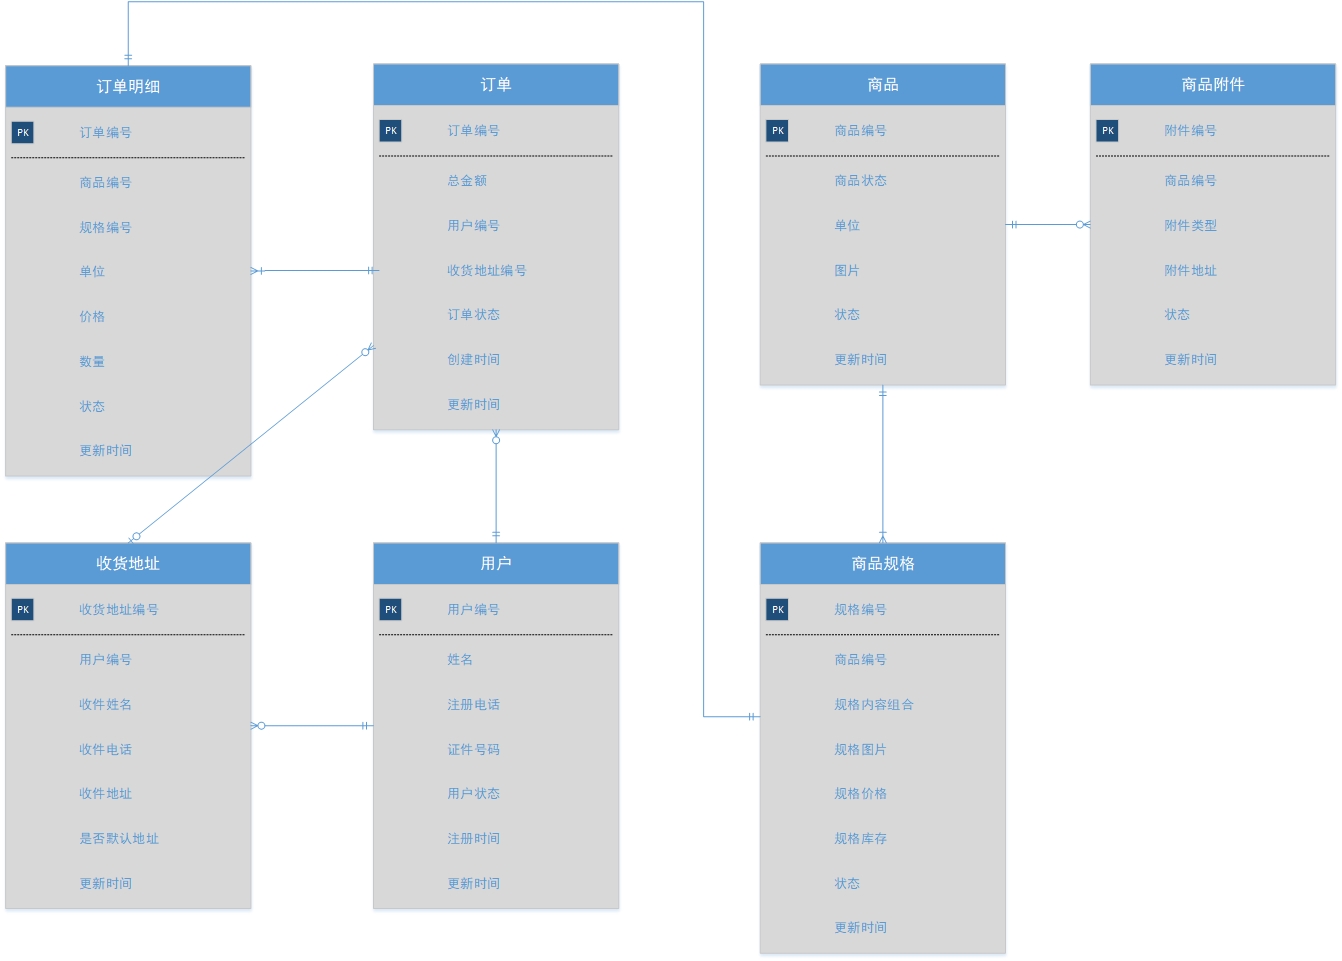 订单明细
PK
订单编号
商品编号
规格编号
单位
价格
数量
状态
更新时间
订单
PK
订单编号
总金额
用户编号
收货地址编号
订单状态
创建时间
更新时间
商品
PK
商品编号
商品状态
单位
图片
状态
更新时间
商品附件
PK
附件编号
商品编号
附件类型
附件地址
状态
更新时间
收货地址
PK
收货地址编号
用户编号
收件姓名
收件电话
收件地址
是否默认地址
更新时间
用户
PK
用户编号
姓名
注册电话
证件号码
用户状态
注册时间
更新时间
商品规格
PK
规格编号
商品编号
规格内容组合
规格图片
规格价格
规格库存
状态
更新时间